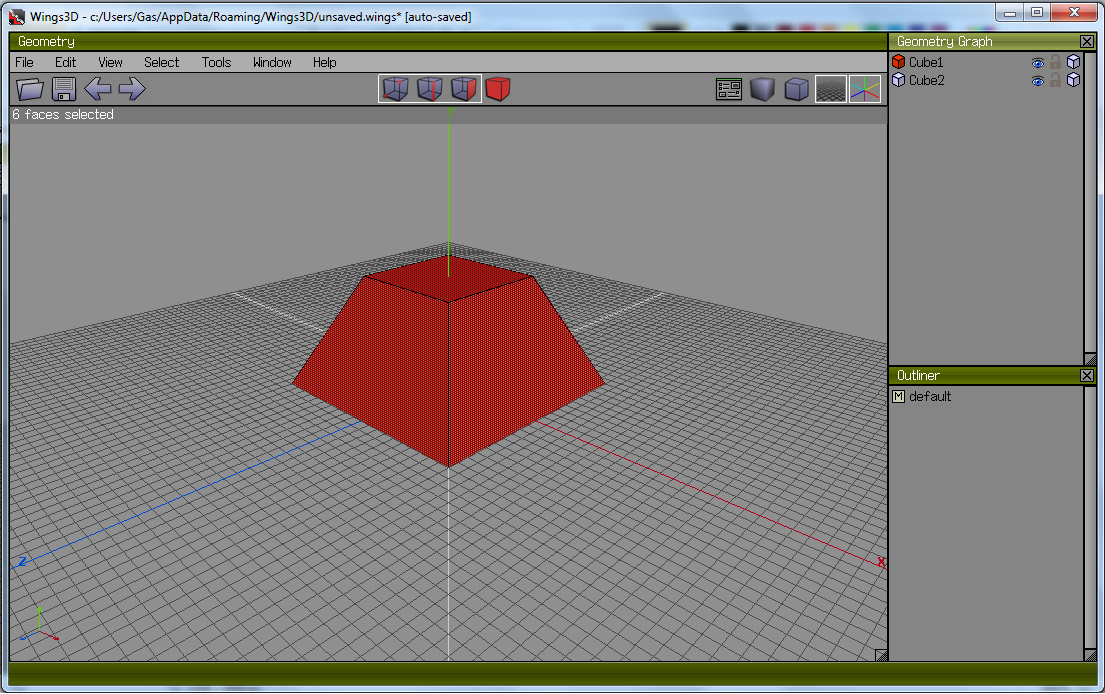 Wings3D - c:/Users/Gas/AppData/Roaming/Wings3D/unsaved.wings* [auto-saved]
Geometry
File Edit View Select Tools Window Help
6 faces selected
Z
X
Geometry Graph
Cube1
Cube2
Outliner
M default